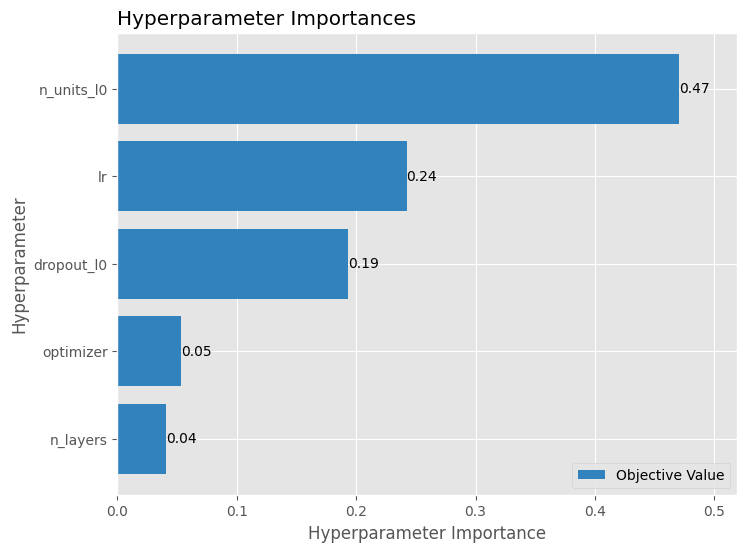 Hyperparameter Importances
n_units_l0
0.47
lr
0.24
dropout_l0
0.19
optimizer
0.05
n_layers
0.04
Hyperparameter
Objective Value
0.0 0.1 0.2 0.3 0.4 0.5
Hyperparameter Importance